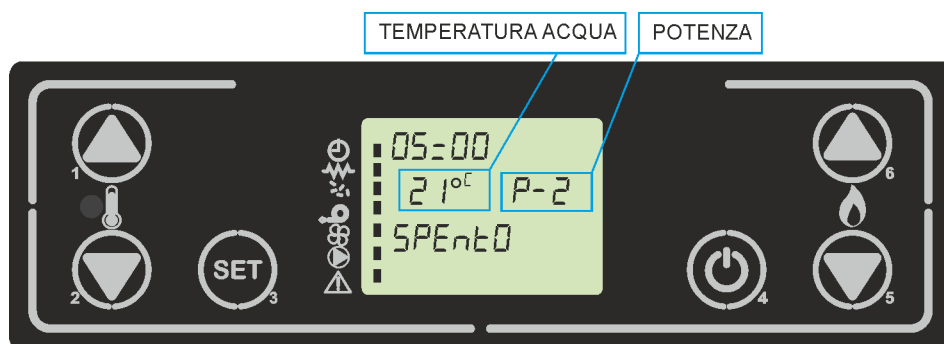 TEMPERATURA ACQUA
POTENZA
1
6
05:00
21°C
P-2
SPEntO
2
SET
3
4
5